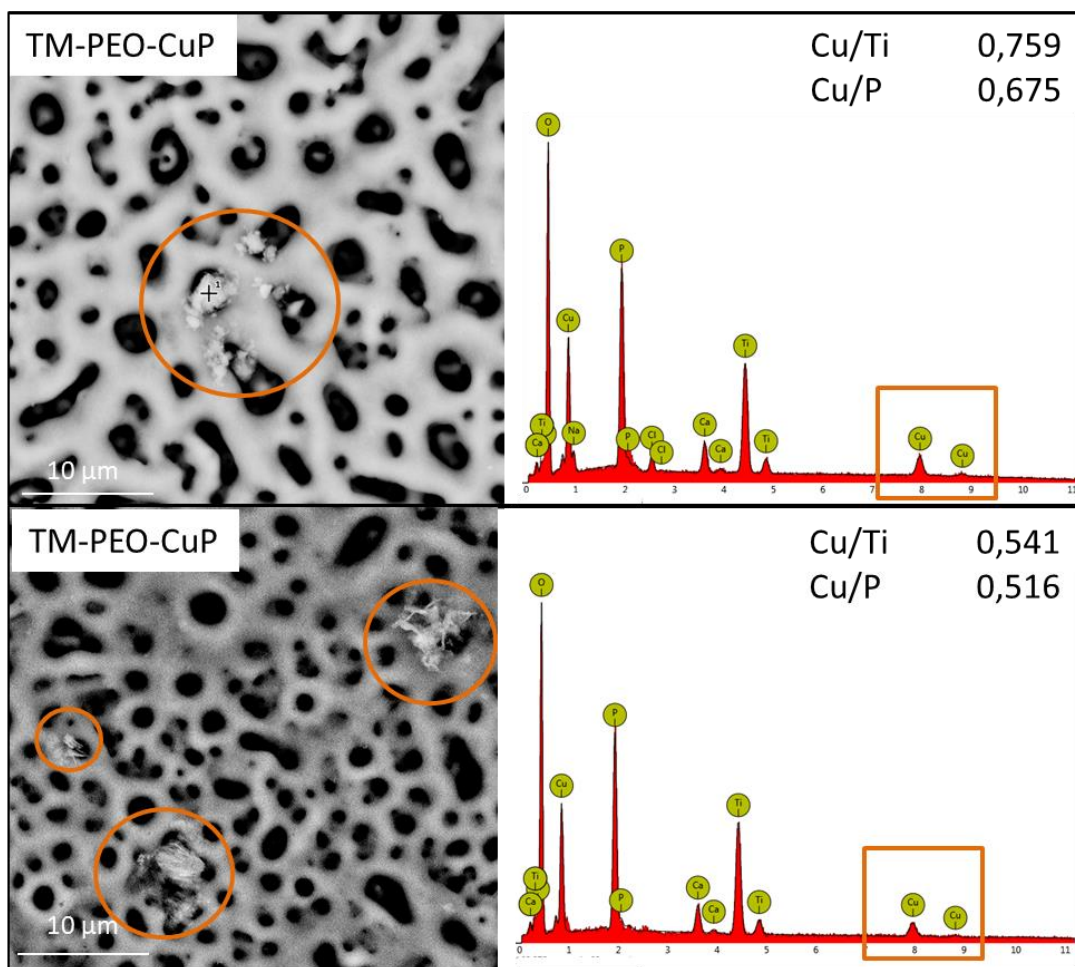 TM-PEO-CuP
1
10 µm
Cu/Ti 0,759
Cu/P 0,675
O
P
Cu
Ti
Ti
Ca
Na
P
Cl
Cl
Ca
Ca
Ti
Cu
Cu
0 1 2 3 4 5 6 7 8 9 10 11
TM-PEO-CuP
10 µm
Cu/Ti 0,541
Cu/P 0,516
O
P
Cu
Ti
Ti
Ca
P
Ca
Ca
Ti
Cu
Cu
0 1 2 3 4 5 6 7 8 9 10 11